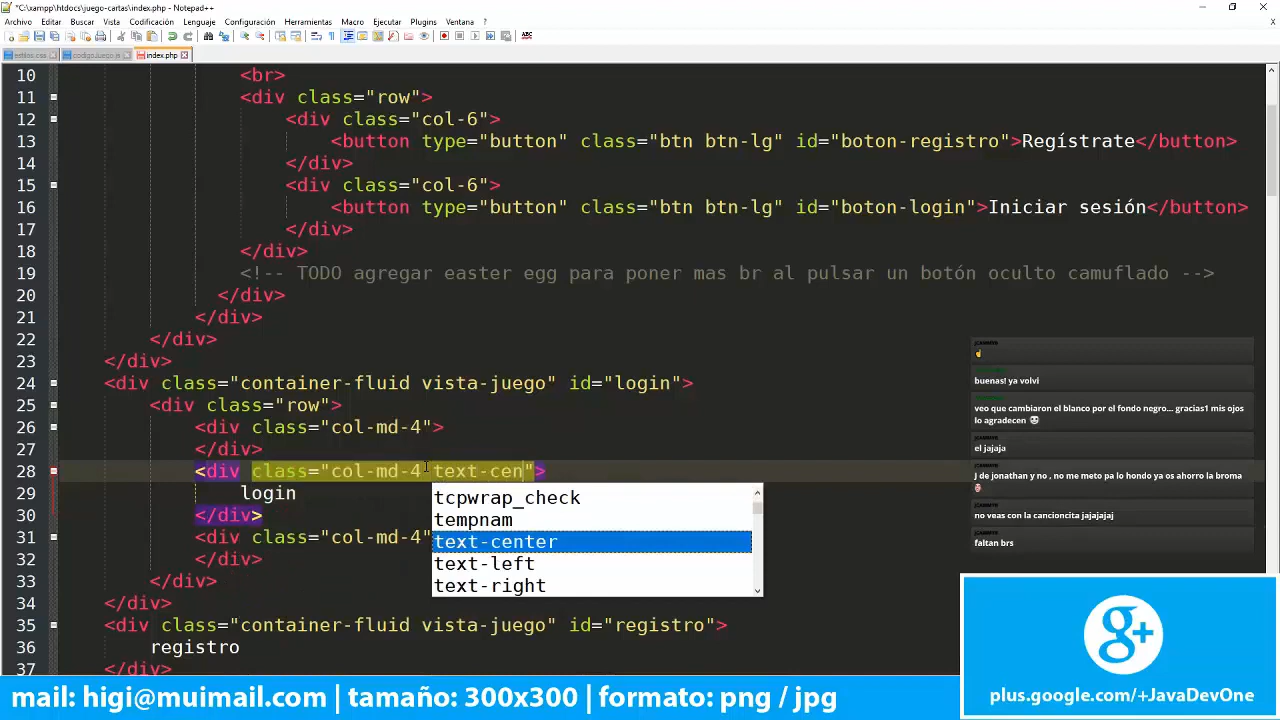 *C:\xampp\htdocs\juego-cartas\index.php - Notepad++
Archivo Editar Buscar Vista Codificación Lenguaje Configuración Herramientas Macro Ejecutar Plugins Ventana ?
estilos.css codigo-juego.js index.php
10 <br>
11 <div class="row">
12 <div class="col-6">
13 <button type="button" class="btn btn-lg" id="boton-registro">Regístrate</button>
14 </div>
15 <div class="col-6">
16 <button type="button" class="btn btn-lg" id="boton-login">Iniciar sesión</button>
17 </div>
18 </div>
19 <!-- TODO agregar easter egg para poner mas br al pulsar un botón oculto camuflado -->
20 </div>
21 </div>
22 </div>
23 </div>
24 <div class="container-fluid vista-juego" id="login">
25 <div class="row">
26 <div class="col-md-4">
27 </div>
28 <div class="col-md-4 text-cen">
29 login
30 </div>
31 <div class="col-md-4"
32 </div>
33 </div>
34 </div>
35 <div class="container-fluid vista-juego" id="registro">
36 registro
37 </div>
tcpwrap_check
tempnam
text-center
text-left
text-right
buenas! ya volvi
veo que cambiaron el blanco por el fondo negro... gracias1 mis ojos
lo agradecen
el jajaja
J de jonathan y no , no me meto pa lo hondo ya os ahorro la broma
no veas con la cancioncita jajajaj
faltan brs
g+
plus.google.com/+JavaDevOne
mail: higi@muimail.com | tamaño: 300x300 | formato: png / jpg